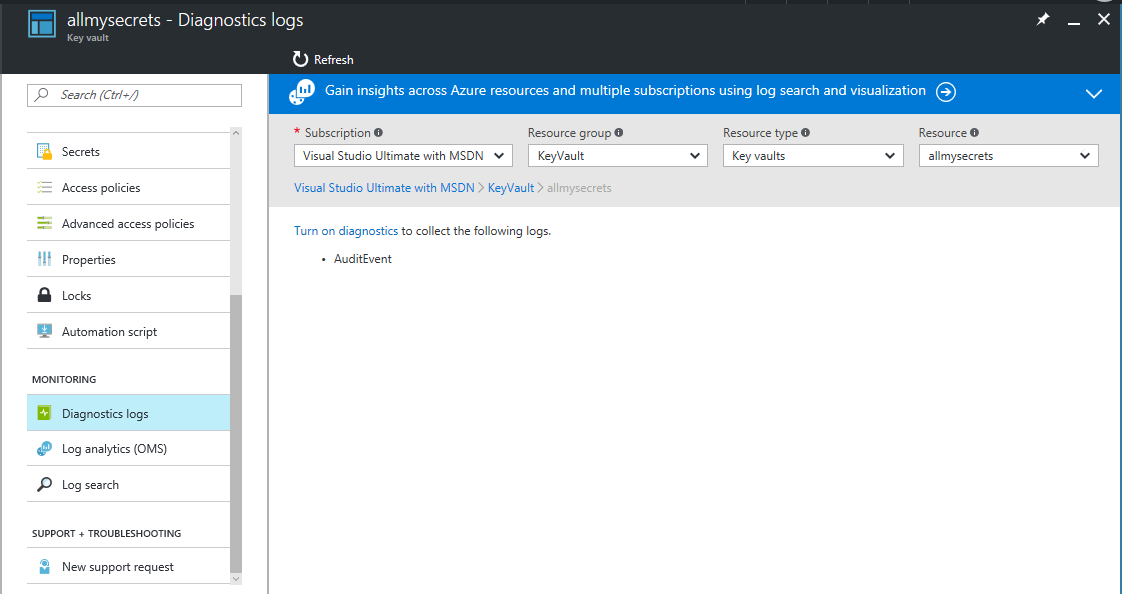 allmysecrets - Diagnostics logs
Key vault
Refresh
Search (Ctrl+/)
Secrets
Access policies
Advanced access policies
Properties
Locks
Automation script
MONITORING
Diagnostics logs
Log analytics (OMS)
Log search
SUPPORT + TROUBLESHOOTING
New support request
Gain insights across Azure resources and multiple subscriptions using log search and visualization
* Subscription Resource group Resource type Resource
Visual Studio Ultimate with MSDN KeyVault Key vaults allmysecrets
Visual Studio Ultimate with MSDN > KeyVault > allmysecrets
Turn on diagnostics to collect the following logs.
• AuditEvent